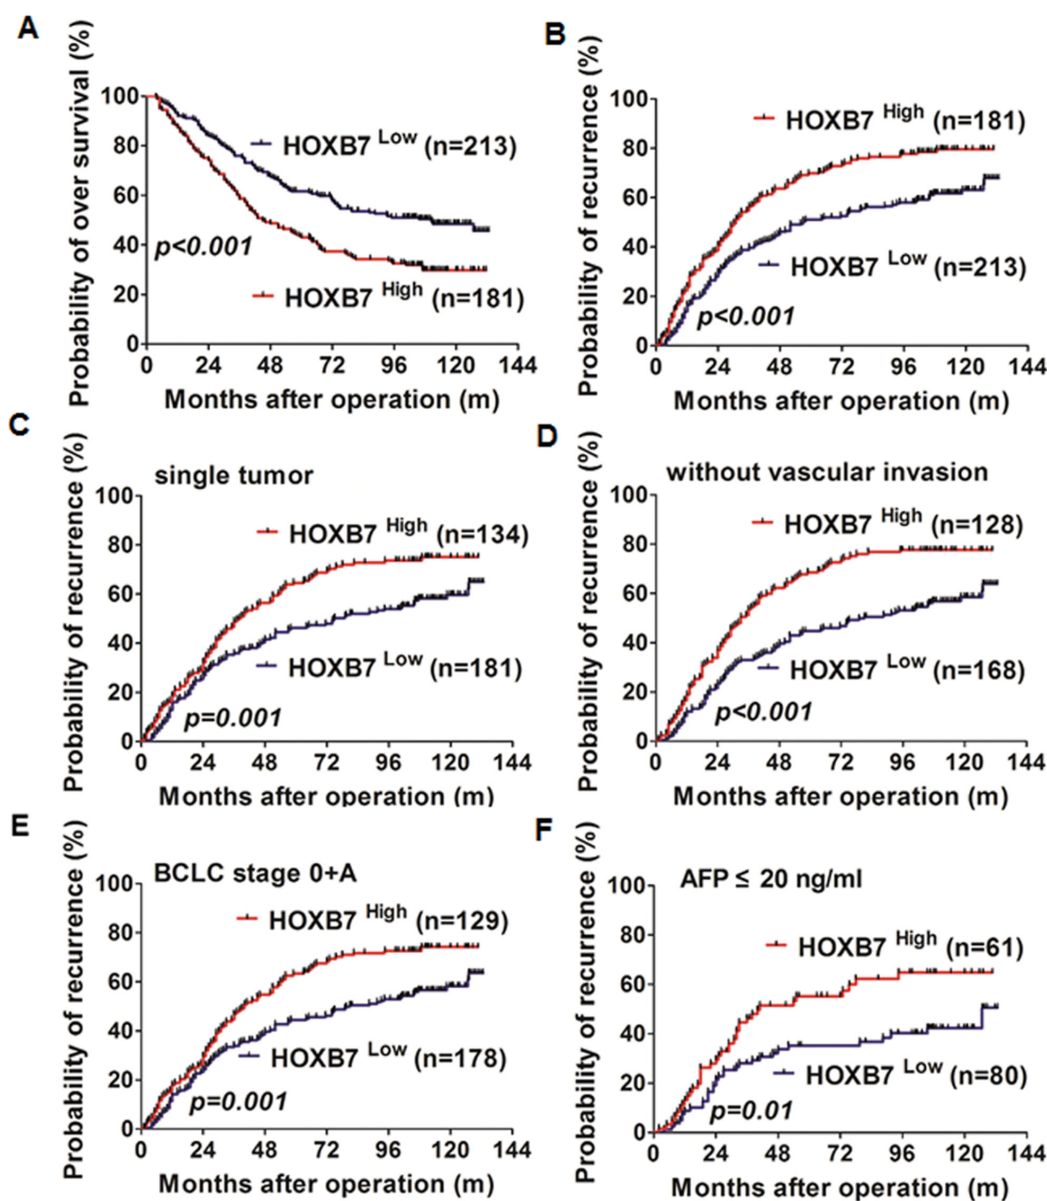 A
Probability of over survival (%)
100
80
60
40
20
0
HOXB7 Low (n=213)
p<0.001
HOXB7 High (n=181)
0 24 48 72 96 120 144
Months after operation (m)
B
Probability of recurrence (%)
100
80
60
40
20
0
HOXB7 High (n=181)
HOXB7 Low (n=213)
p<0.001
0 24 48 72 96 120 144
Months after operation (m)
C
Probability of recurrence (%)
single tumor
100
80
60
40
20
0
HOXB7 High (n=134)
HOXB7 Low (n=181)
p=0.001
0 24 48 72 96 120 144
Months after operation (m)
D
Probability of recurrence (%)
without vascular invasion
100
80
60
40
20
0
HOXB7 High (n=128)
HOXB7 Low (n=168)
p<0.001
0 24 48 72 96 120 144
Months after operation (m)
E
Probability of recurrence (%)
BCLC stage 0+A
100
80
60
40
20
0
HOXB7 High (n=129)
HOXB7 Low (n=178)
p=0.001
0 24 48 72 96 120 144
Months after operation (m)
F
Probability of recurrence (%)
AFP ≤ 20 ng/ml
100
80
60
40
20
0
HOXB7 High (n=61)
HOXB7 Low (n=80)
p=0.01
0 24 48 72 96 120 144
Months after operation (m)